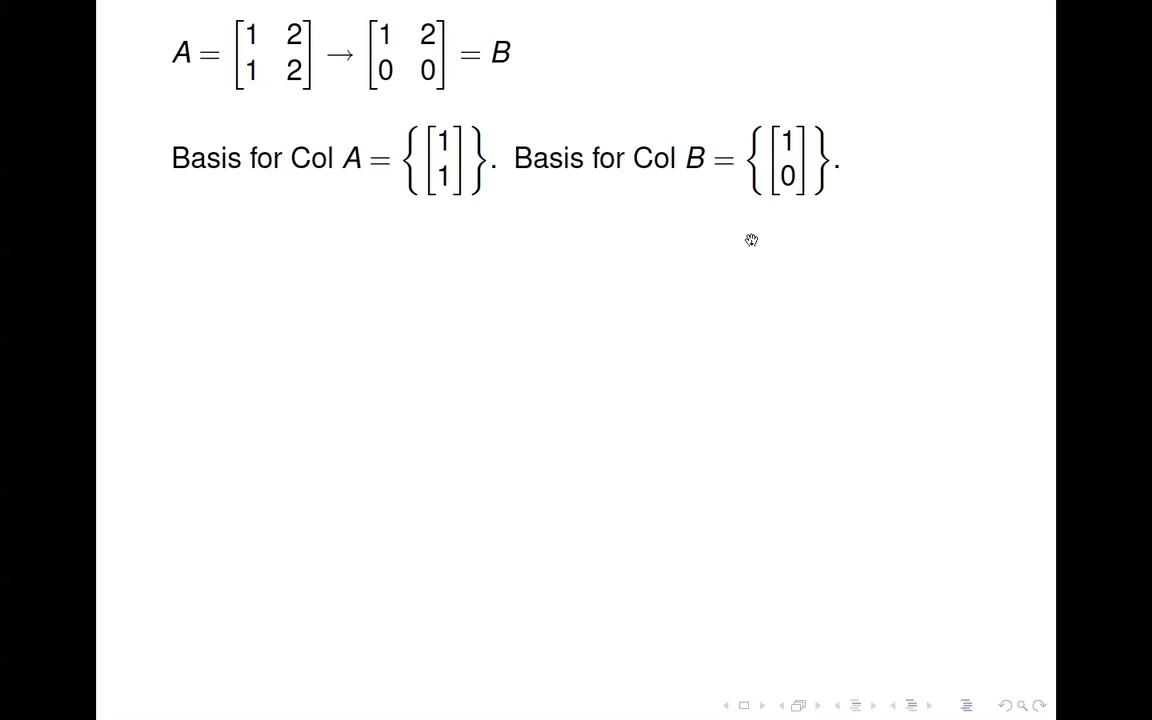 A = [1 2; 1 2] → [1 2; 0 0] = B
Basis for Col A = {[1; 1]}. Basis for Col B = {[1; 0]}.